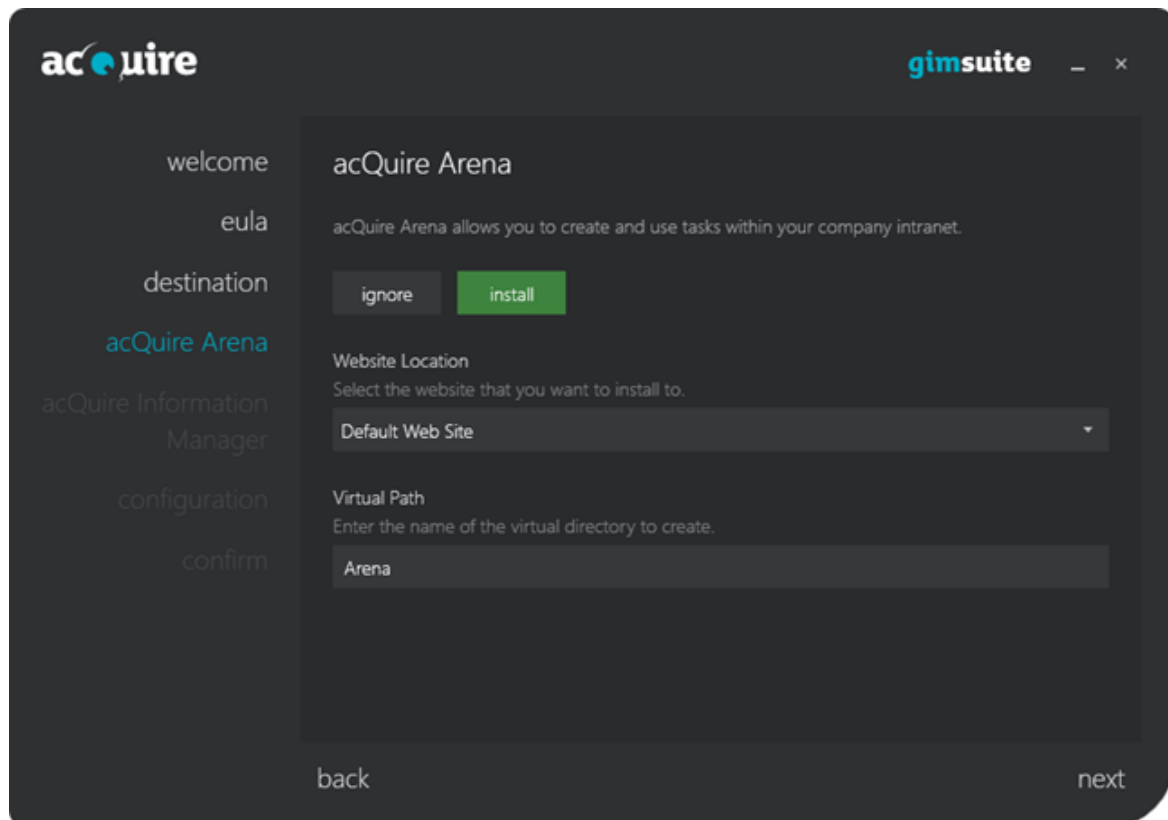 acQuire
gimsuite
welcome
eula
destination
acQuire Arena
acQuire Information
Manager
configuration
confirm
acQuire Arena
acQuire Arena allows you to create and use tasks within your company intranet.
ignore
install
Website Location
Select the website that you want to install to.
Default Web Site
Virtual Path
Enter the name of the virtual directory to create.
Arena
back
next